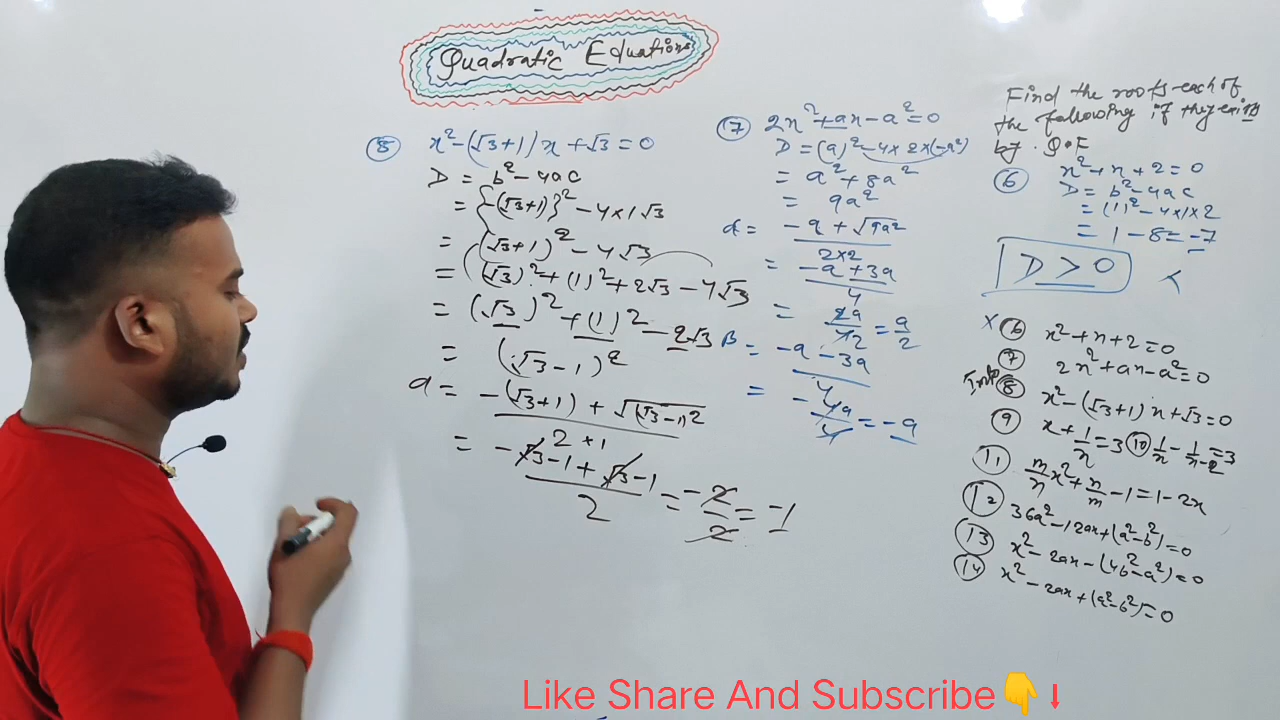 Quadratic Equations
⑧ x²-(√3+1)x+√3=0
D = b²-4ac
= {-(√3+1)}²-4×1√3
= (√3+1)²-4√3
= (√3)²+(1)²+2√3-4√3
= (√3)²+(1)²-2√3
= (√3-1)²
α = -(√3+1)+√(√3-1)²
2×1
= -√3-1+√3-1
2
= -2
2
= -1
⑦ 2x²+ax-a²=0
D = (a)²-4×2×(-a²)
= a²+8a²
= 9a²
α = -a+√9a²
2×2
= -a+3a
4
= 2a
42
= a
2
β = -a-3a
4
= -4a
4
= -a
Find the roots each of
the following if they exists
by. Q.F
⑥ x²+x+2=0
D = b²-4ac
= (1)²-4×1×2
= 1-8=-7
D>0 <
x ⑥ x²+x+2=0
⑦ 2x²+ax-a²=0
⑧ x²-(√3+1)x+√3=0
⑨ x+1/x=3 ⑩ 1/x-1/x-2=3
⑪ m/n x²+n/m-1=1-2x
⑫ 36a²-12ax+(a²-b²)=0
⑬ x²-2ax-(4b²-a²)=0
⑭ x²-2ax+(a²-b²)=0
Like Share And Subscribe👇⬇